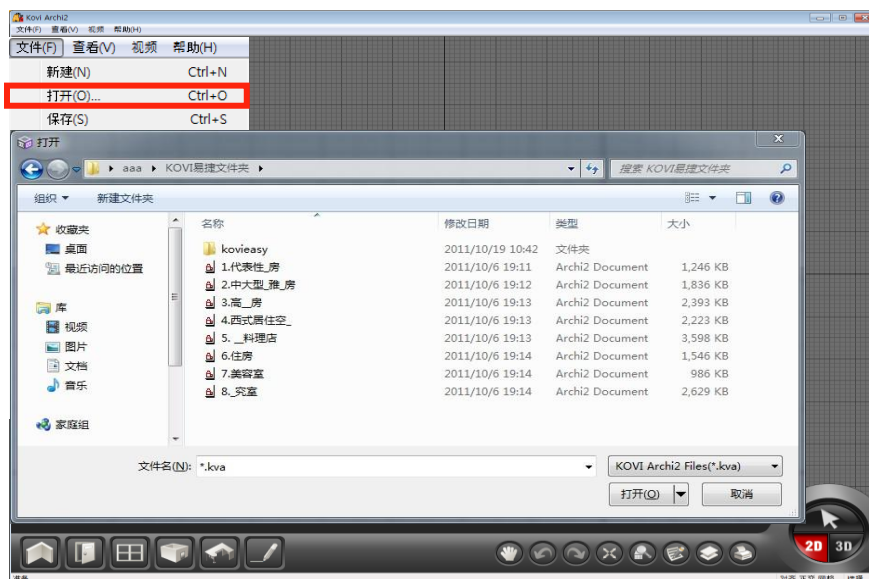 Kovi Archi2
文件(F) 查看(V) 视频 帮助(H)
文件(F) 查看(V) 视频 帮助(H)
新建(N) Ctrl+N
打开(O)... Ctrl+O
保存(S) Ctrl+S
打开
aaa KOVI易捷文件夹
搜索 KOVI易捷文件夹
组织 新建文件夹
收藏夹
桌面
最近访问的位置
库
视频
图片
文档
音乐
家庭组
名称 修改日期 类型 大小
kovieasy 2011/10/19 10:42 文件夹
1.代表性_房 2011/10/6 19:11 Archi2 Document 1,246 KB
2.中大型_雅_房 2011/10/6 19:12 Archi2 Document 1,836 KB
3.高__房 2011/10/6 19:13 Archi2 Document 2,393 KB
4.西式居住空_ 2011/10/6 19:13 Archi2 Document 2,223 KB
5. __料理店 2011/10/6 19:13 Archi2 Document 3,598 KB
6.住房 2011/10/6 19:14 Archi2 Document 1,546 KB
7.美容室 2011/10/6 19:14 Archi2 Document 986 KB
8._究室 2011/10/6 19:14 Archi2 Document 2,629 KB
文件名(N): *.kva KOVI Archi2 Files(*.kva)
打开(O) 取消
2D 3D